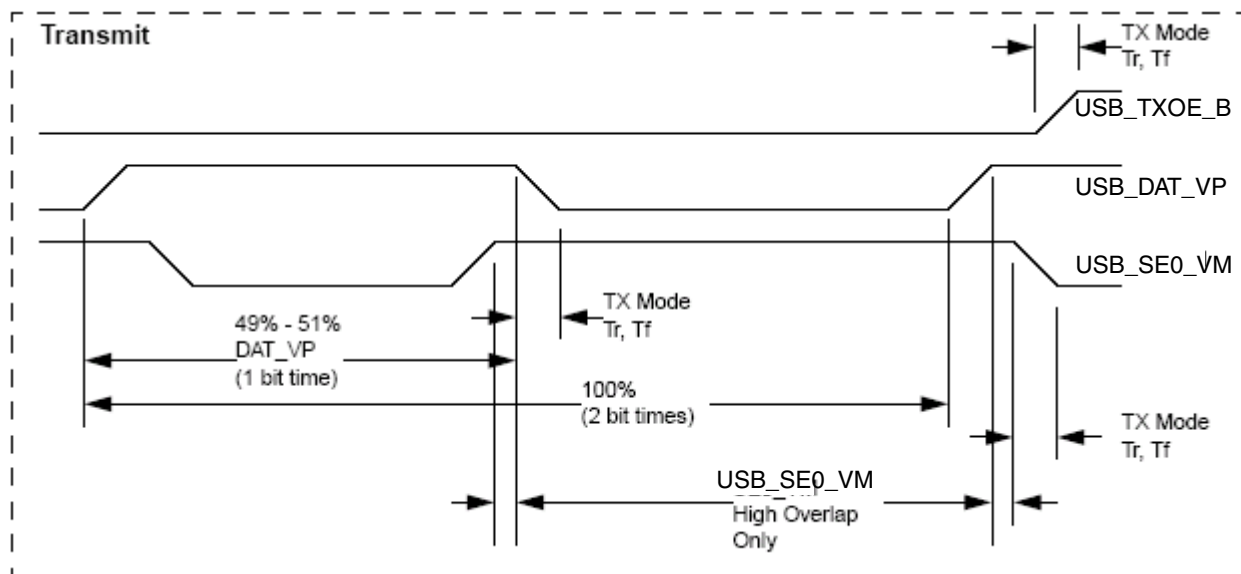 Transmit
TX Mode
Tr, Tf
USB_TXOE_B
USB_DAT_VP
USB_SE0_VM
TX Mode
Tr, Tf
49% - 51%
DAT_VP
(1 bit time)
100%
(2 bit times)
TX Mode
Tr, Tf
USB_SE0_VM
High Overlap
Only